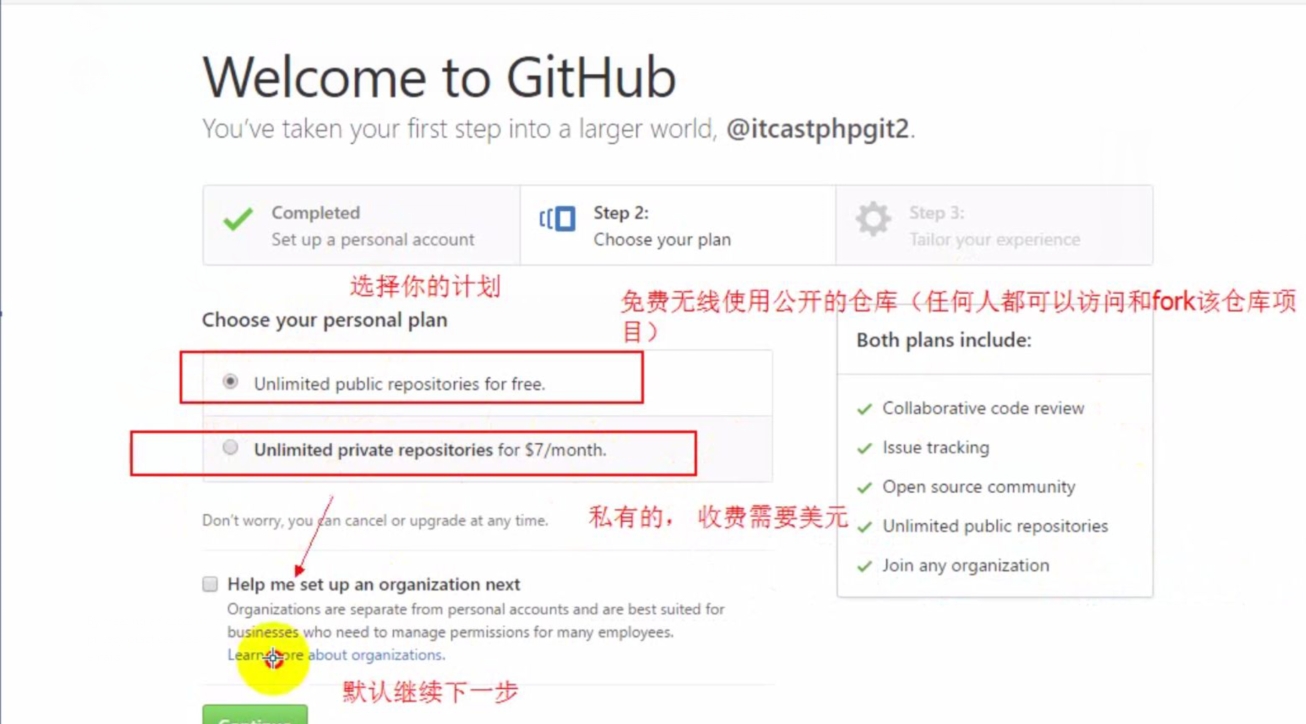 Welcome to GitHub
You've taken your first step into a larger world, @itcastphpgit2.
Completed
Set up a personal account
Step 2:
Choose your plan
Step 3:
Tailor your experience
选择你的计划
免费无线使用公开的仓库（任何人都可以访问和fork该仓库项
目）
Choose your personal plan
Unlimited public repositories for free.
Unlimited private repositories for $7/month.
Don't worry, you can cancel or upgrade at any time.
私有的， 收费需要美元
Both plans include:
Collaborative code review
Issue tracking
Open source community
Unlimited public repositories
Join any organization
Help me set up an organization next
Organizations are separate from personal accounts and are best suited for
businesses who need to manage permissions for many employees.
Learn more about organizations.
默认继续下一步
Continue